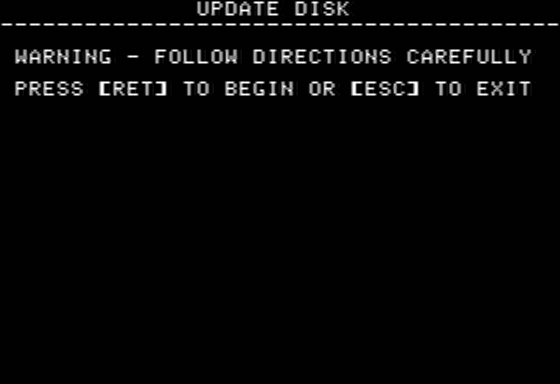 UPDATE DISK
----------------------------------------
WARNING - FOLLOW DIRECTIONS CAREFULLY
PRESS [RET] TO BEGIN OR [ESC] TO EXIT